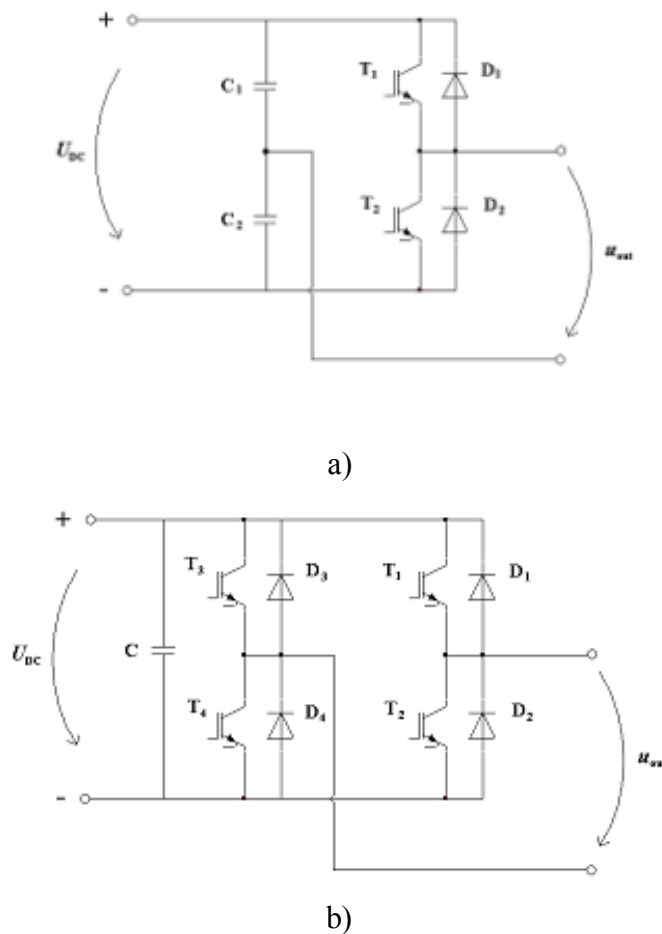 +
T₁ D₁
C₁
U_DC
C₂ T₂ D₂
u_out
-
a)
+
T₃ D₃ T₁ D₁
U_DC C
T₄ D₄ T₂ D₂
u_ou
-
b)